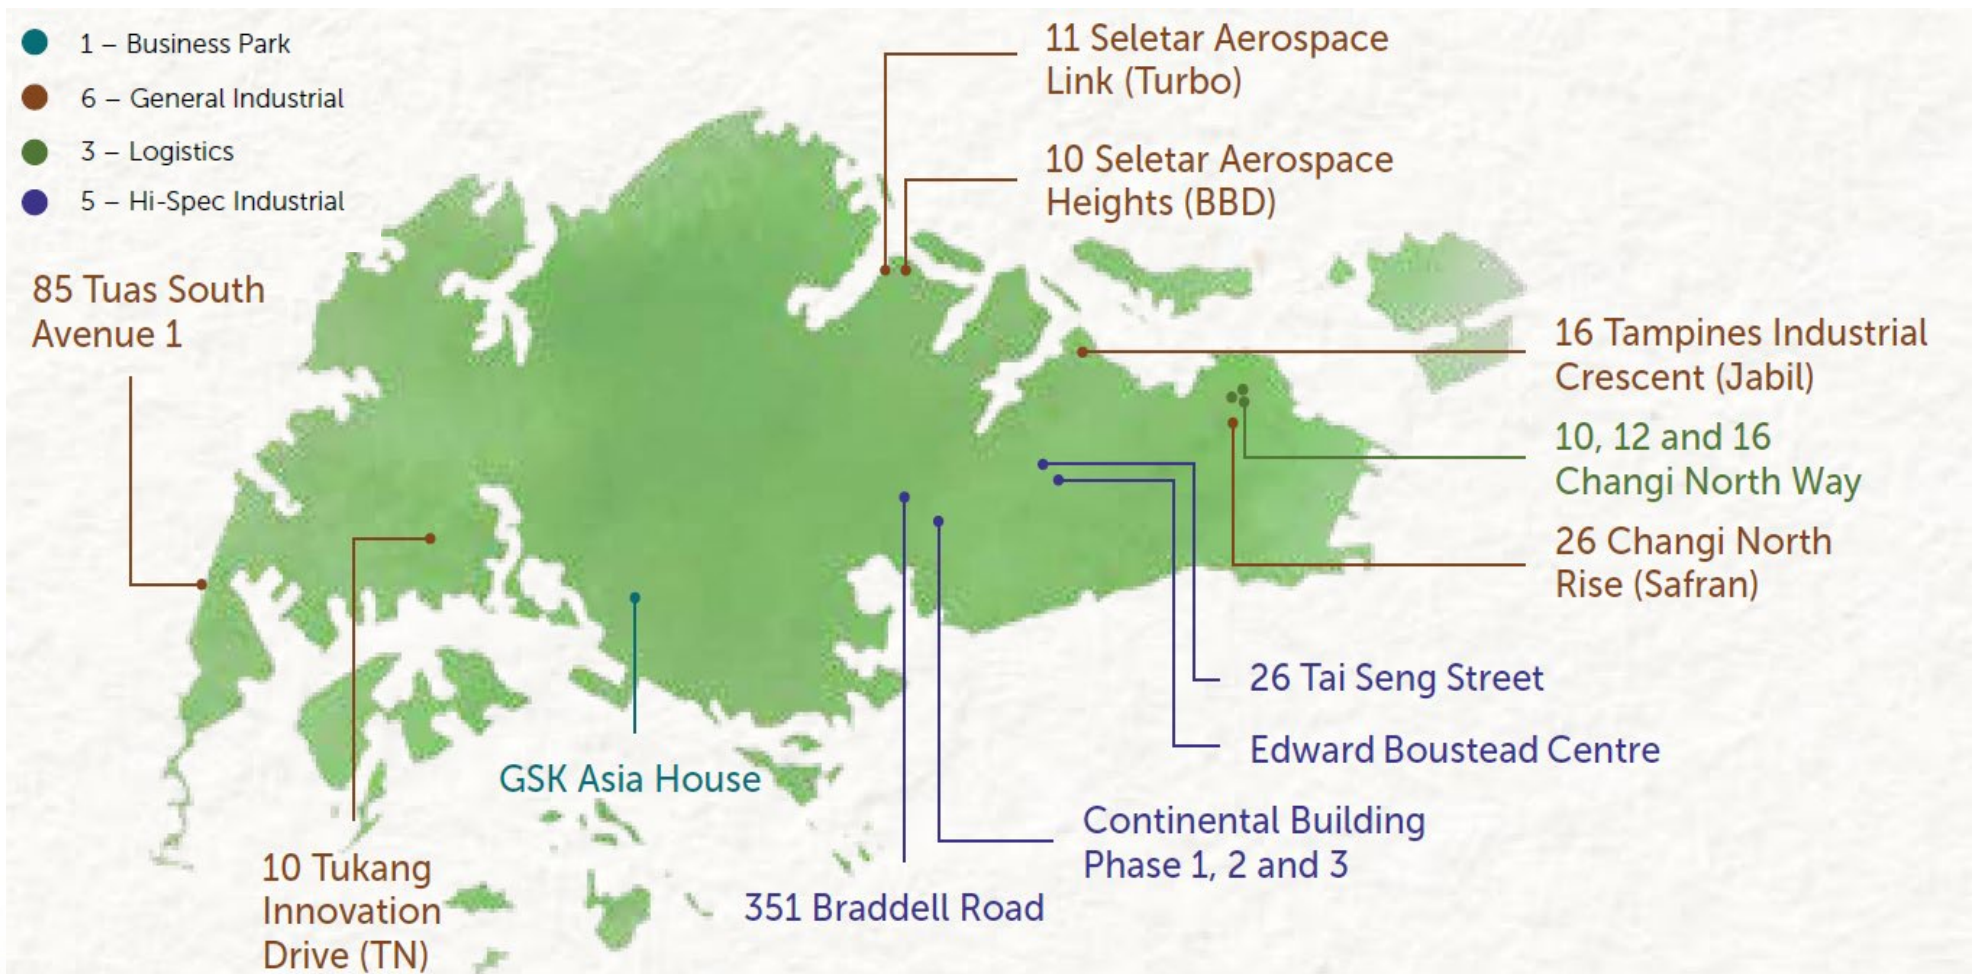 1 – Business Park
6 – General Industrial
3 – Logistics
5 – Hi-Spec Industrial
11 Seletar Aerospace
Link (Turbo)
10 Seletar Aerospace
Heights (BBD)
85 Tuas South
Avenue 1
16 Tampines Industrial
Crescent (Jabil)
10, 12 and 16
Changi North Way
26 Changi North
Rise (Safran)
26 Tai Seng Street
Edward Boustead Centre
GSK Asia House
Continental Building
Phase 1, 2 and 3
351 Braddell Road
10 Tukang
Innovation
Drive (TN)